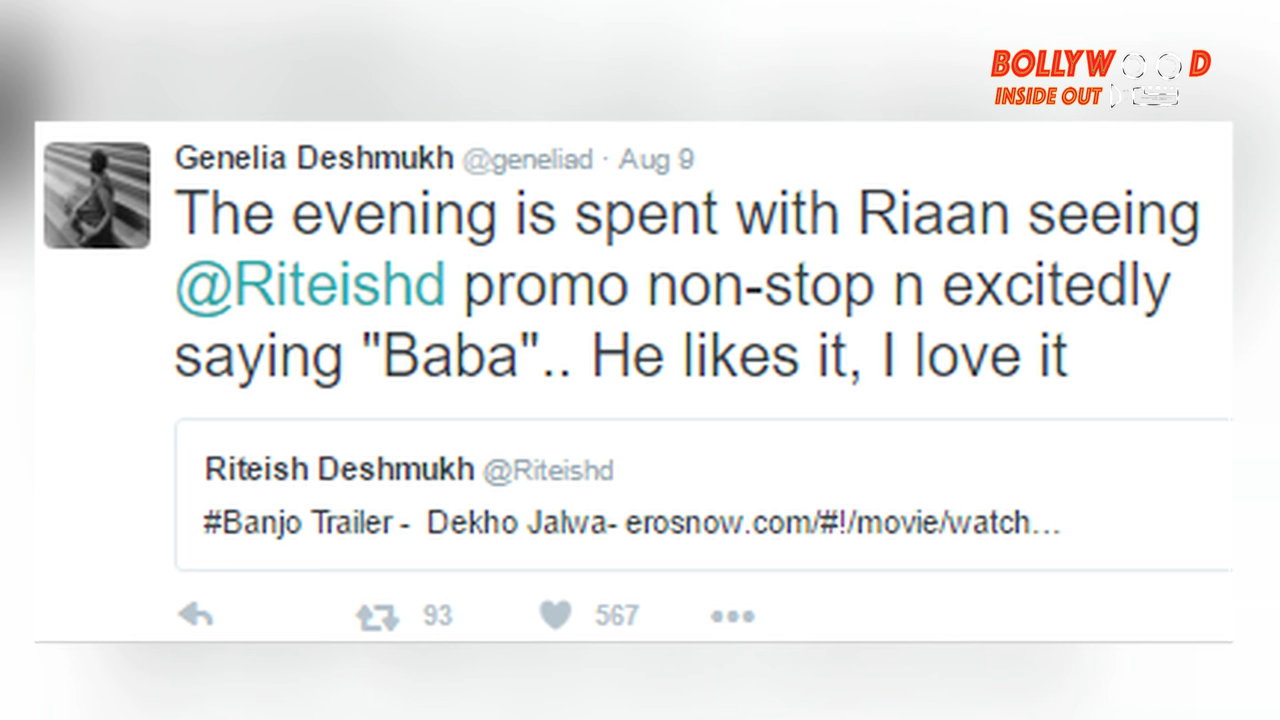 BOLLYWOOD
INSIDE OUT
Genelia Deshmukh @geneliad · Aug 9
The evening is spent with Riaan seeing
@Riteishd promo non-stop n excitedly
saying "Baba".. He likes it, I love it
Riteish Deshmukh @Riteishd
#Banjo Trailer - Dekho Jalwa- erosnow.com/#!/movie/watch…
93 567